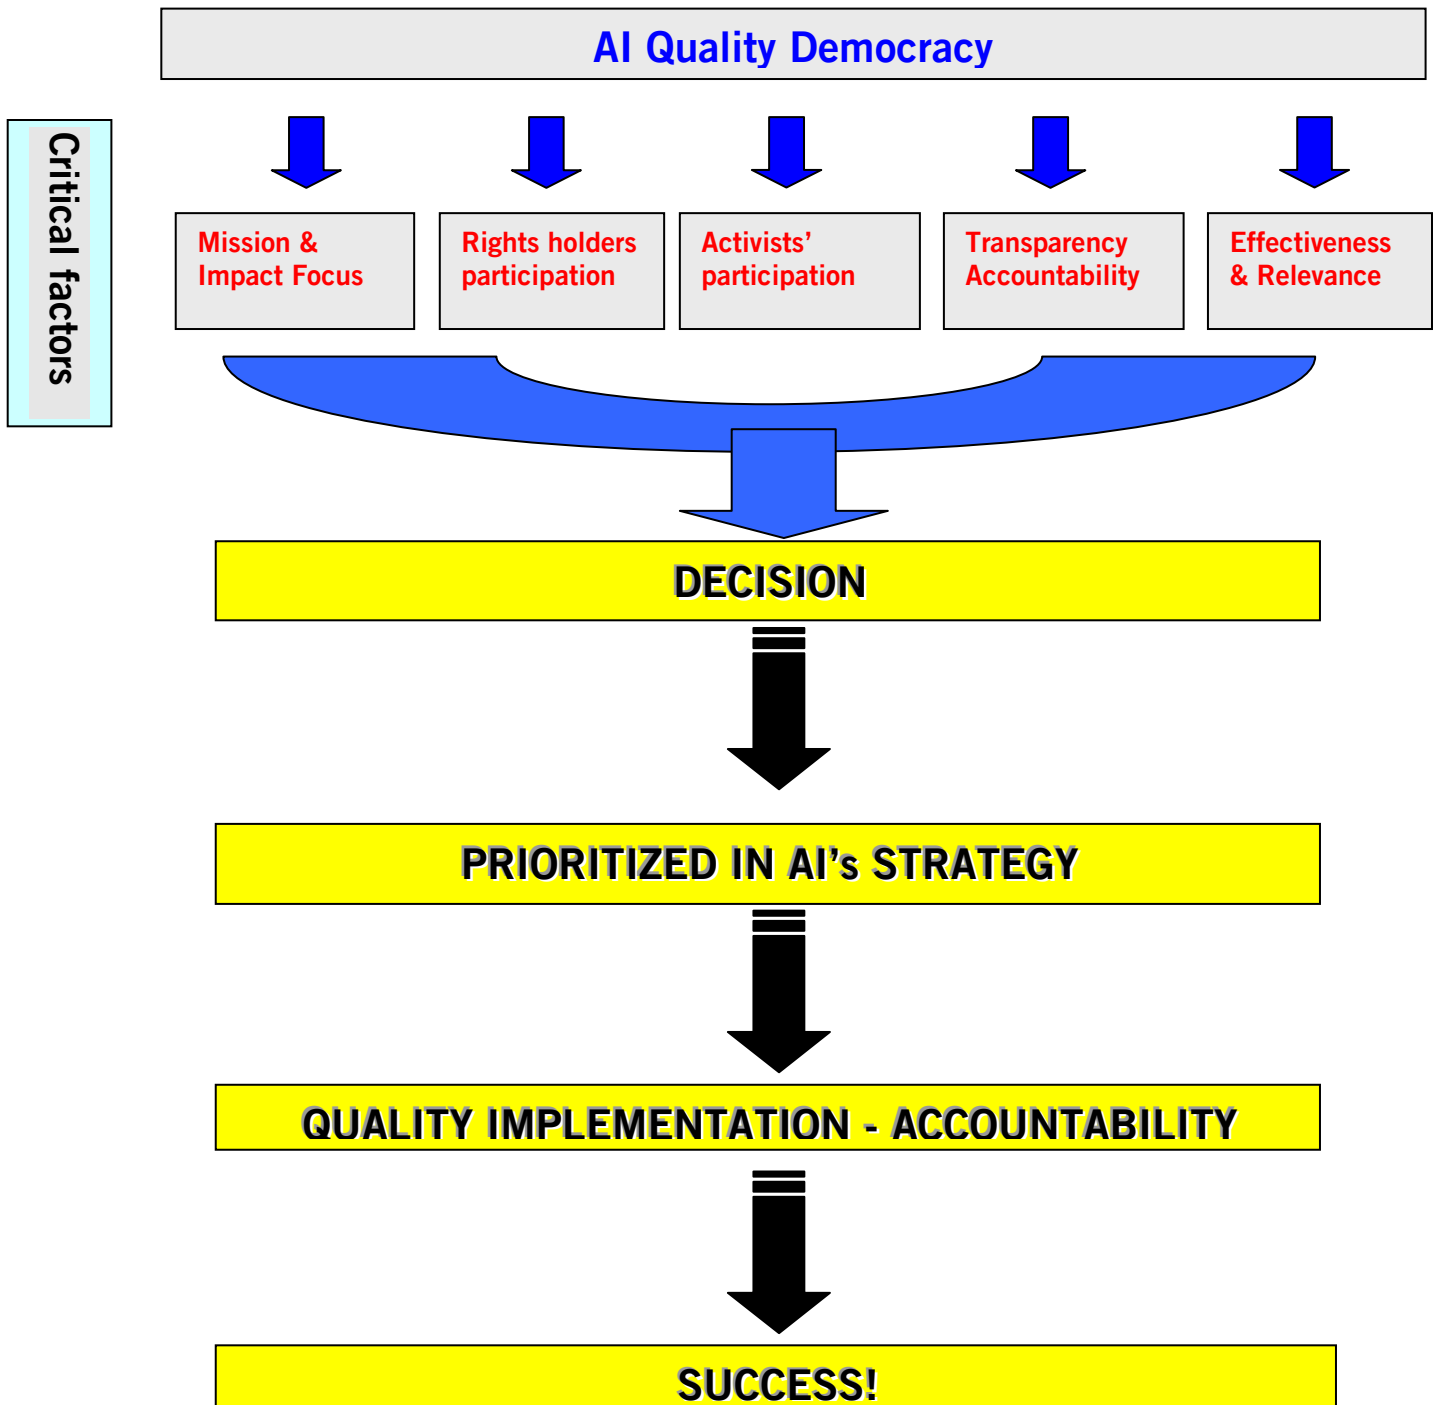 AI Quality Democracy
Critical factors
Mission &
Impact Focus
Rights holders
participation
Activists’
participation
Transparency
Accountability
Effectiveness
& Relevance
DECISION
PRIORITIZED IN AI’s STRATEGY
QUALITY IMPLEMENTATION - ACCOUNTABILITY
SUCCESS!